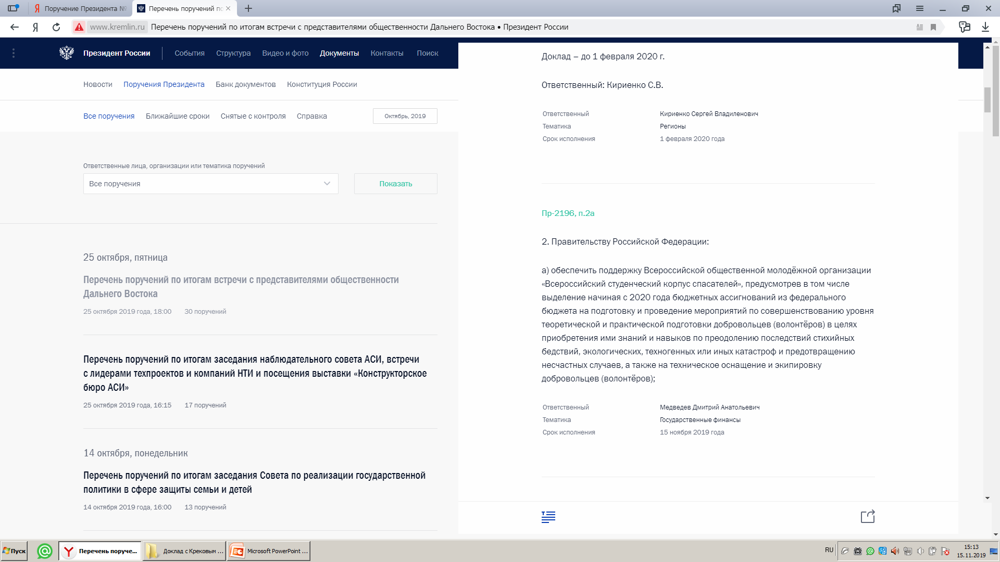 Поручение Президента №
Перечень поручений по
www.kremlin.ru Перечень поручений по итогам встречи с представителями общественности Дальнего Востока • Президент России
Президент России
События Структура Видео и фото Документы Контакты Поиск
Новости Поручения Президента Банк документов Конституция России
Все поручения Ближайшие сроки Снятые с контроля Справка
Октябрь, 2019
Ответственные лица, организации или тематика поручений
Все поручения
Показать
25 октября, пятница
Перечень поручений по итогам встречи с представителями общественности
Дальнего Востока
25 октября 2019 года, 18:00 30 поручений
Перечень поручений по итогам заседания наблюдательного совета АСИ, встречи
с лидерами техпроектов и компаний НТИ и посещения выставки «Конструкторское
бюро АСИ»
25 октября 2019 года, 16:15 17 поручений
14 октября, понедельник
Перечень поручений по итогам заседания Совета по реализации государственной
политики в сфере защиты семьи и детей
14 октября 2019 года, 16:00 13 поручений
Доклад – до 1 февраля 2020 г.
Ответственный: Кириенко С.В.
Ответственный Кириенко Сергей Владиленович
Тематика Регионы
Срок исполнения 1 февраля 2020 года
Пр-2196, п.2а
2. Правительству Российской Федерации:
а) обеспечить поддержку Всероссийской общественной молодёжной организации
«Всероссийский студенческий корпус спасателей», предусмотрев в том числе
выделение начиная с 2020 года бюджетных ассигнований из федерального
бюджета на подготовку и проведение мероприятий по совершенствованию уровня
теоретической и практической подготовки добровольцев (волонтёров) в целях
приобретения ими знаний и навыков по преодолению последствий стихийных
бедствий, экологических, техногенных или иных катастроф и предотвращению
несчастных случаев, а также на техническое оснащение и экипировку
добровольцев (волонтёров);
Ответственный Медведев Дмитрий Анатольевич
Тематика Государственные финансы
Срок исполнения 15 ноября 2019 года
Пуск
Перечень поруче...
Доклад с Крековым ...
Microsoft PowerPoint ...
RU
15:13
15.11.2019